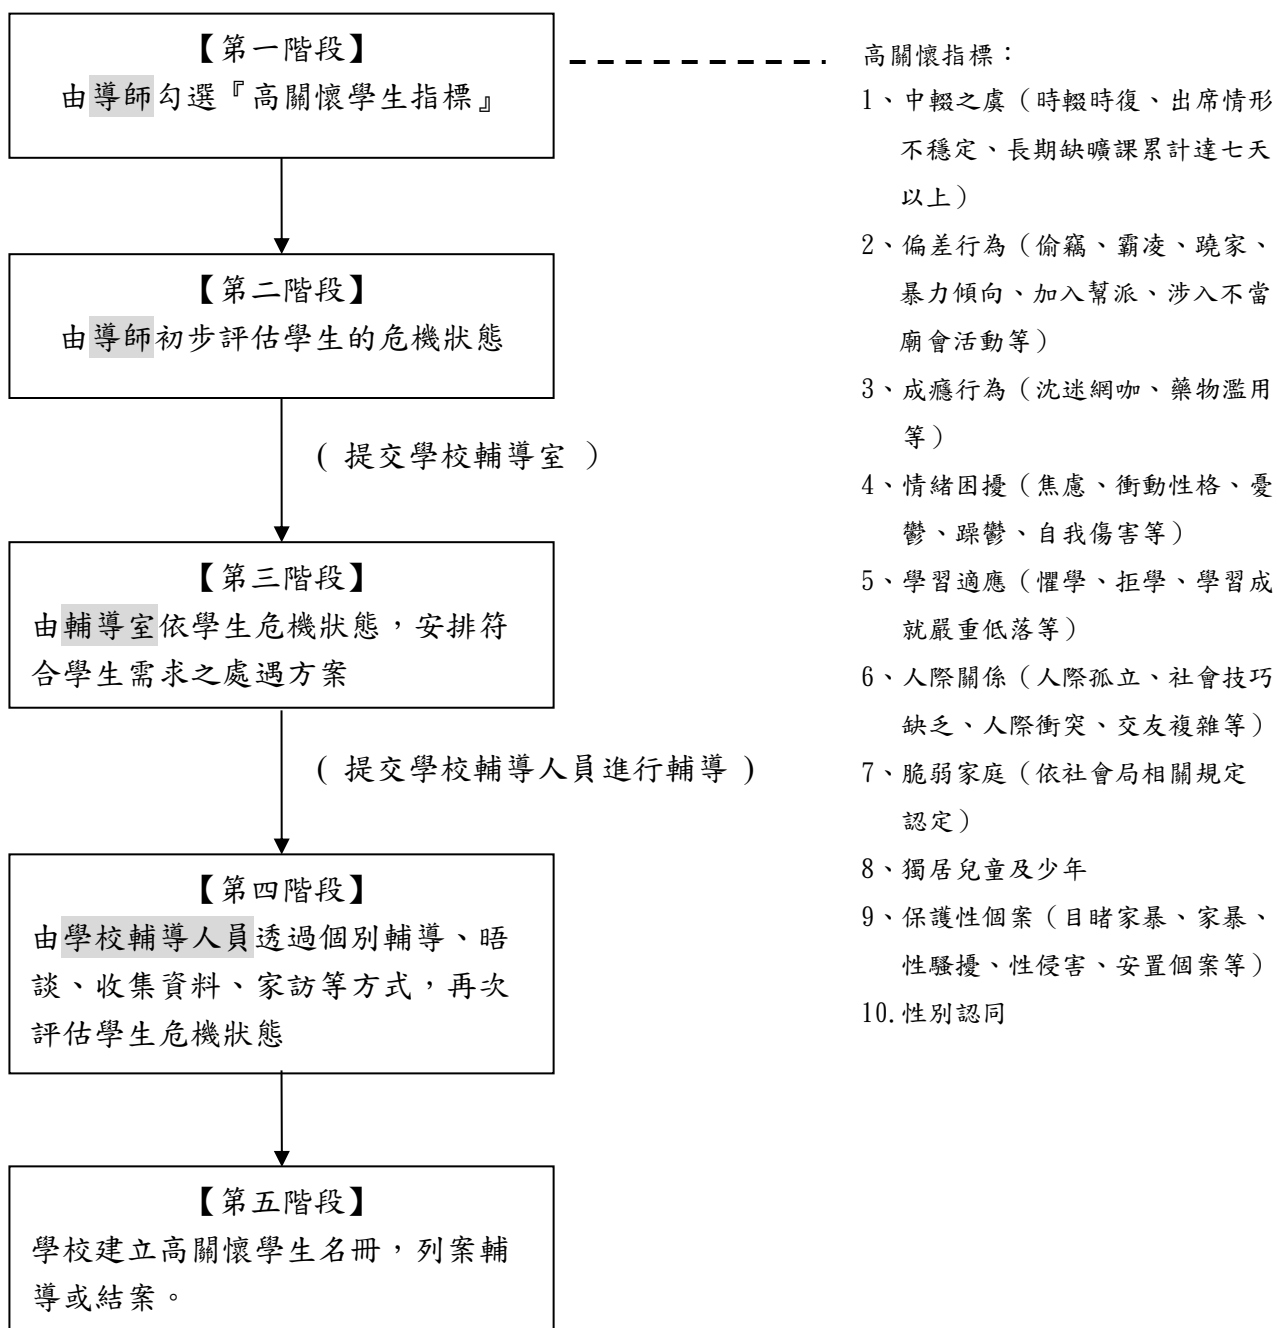 【第一階段】
由導師勾選『高關懷學生指標』
【第二階段】
由導師初步評估學生的危機狀態
( 提交學校輔導室 )
【第三階段】
由輔導室依學生危機狀態，安排符
合學生需求之處遇方案
( 提交學校輔導人員進行輔導 )
【第四階段】
由學校輔導人員透過個別輔導、晤
談、收集資料、家訪等方式，再次
評估學生危機狀態
【第五階段】
學校建立高關懷學生名冊，列案輔
導或結案。
高關懷指標：
1、中輟之虞（時輟時復、出席情形
不穩定、長期缺曠課累計達七天
以上）
2、偏差行為（偷竊、霸凌、蹺家、
暴力傾向、加入幫派、涉入不當
廟會活動等）
3、成癮行為（沈迷網咖、藥物濫用
等）
4、情緒困擾（焦慮、衝動性格、憂
鬱、躁鬱、自我傷害等）
5、學習適應（懼學、拒學、學習成
就嚴重低落等）
6、人際關係（人際孤立、社會技巧
缺乏、人際衝突、交友複雜等）
7、脆弱家庭（依社會局相關規定
認定）
8、獨居兒童及少年
9、保護性個案（目睹家暴、家暴、
性騷擾、性侵害、安置個案等）
10.性別認同